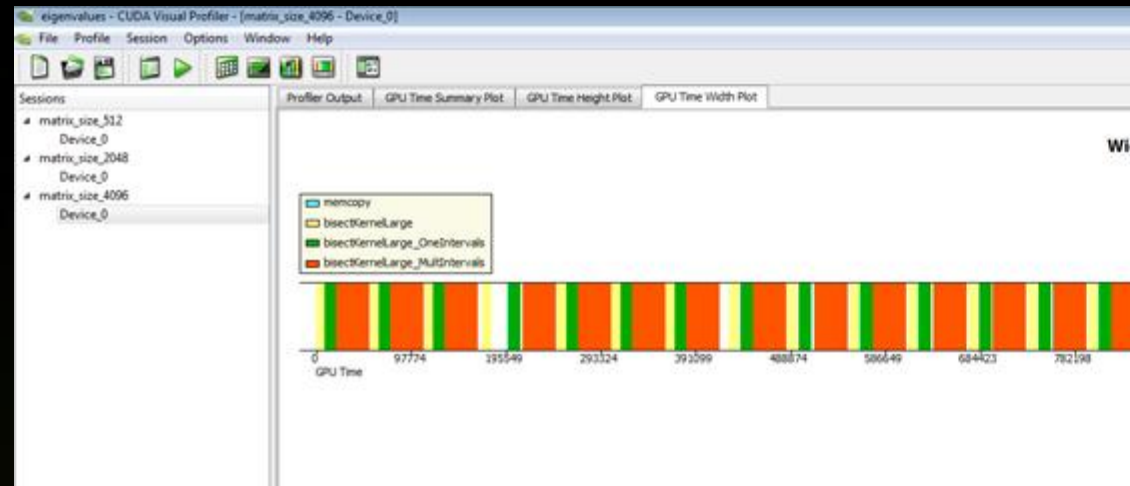 eigenvalues - CUDA Visual Profiler - [matrix_size_4096 - Device_0]
File Profile Session Options Window Help
Sessions
matrix_size_512
Device_0
matrix_size_2048
Device_0
matrix_size_4096
Device_0
Profiler Output GPU Time Summary Plot GPU Time Height Plot GPU Time Width Plot
Wi
memcopy
bisectKernelLarge
bisectKernelLarge_OneIntervals
bisectKernelLarge_MultIntervals
0 97774 195549 293324 391099 488874 586649 684423 782198
GPU Time